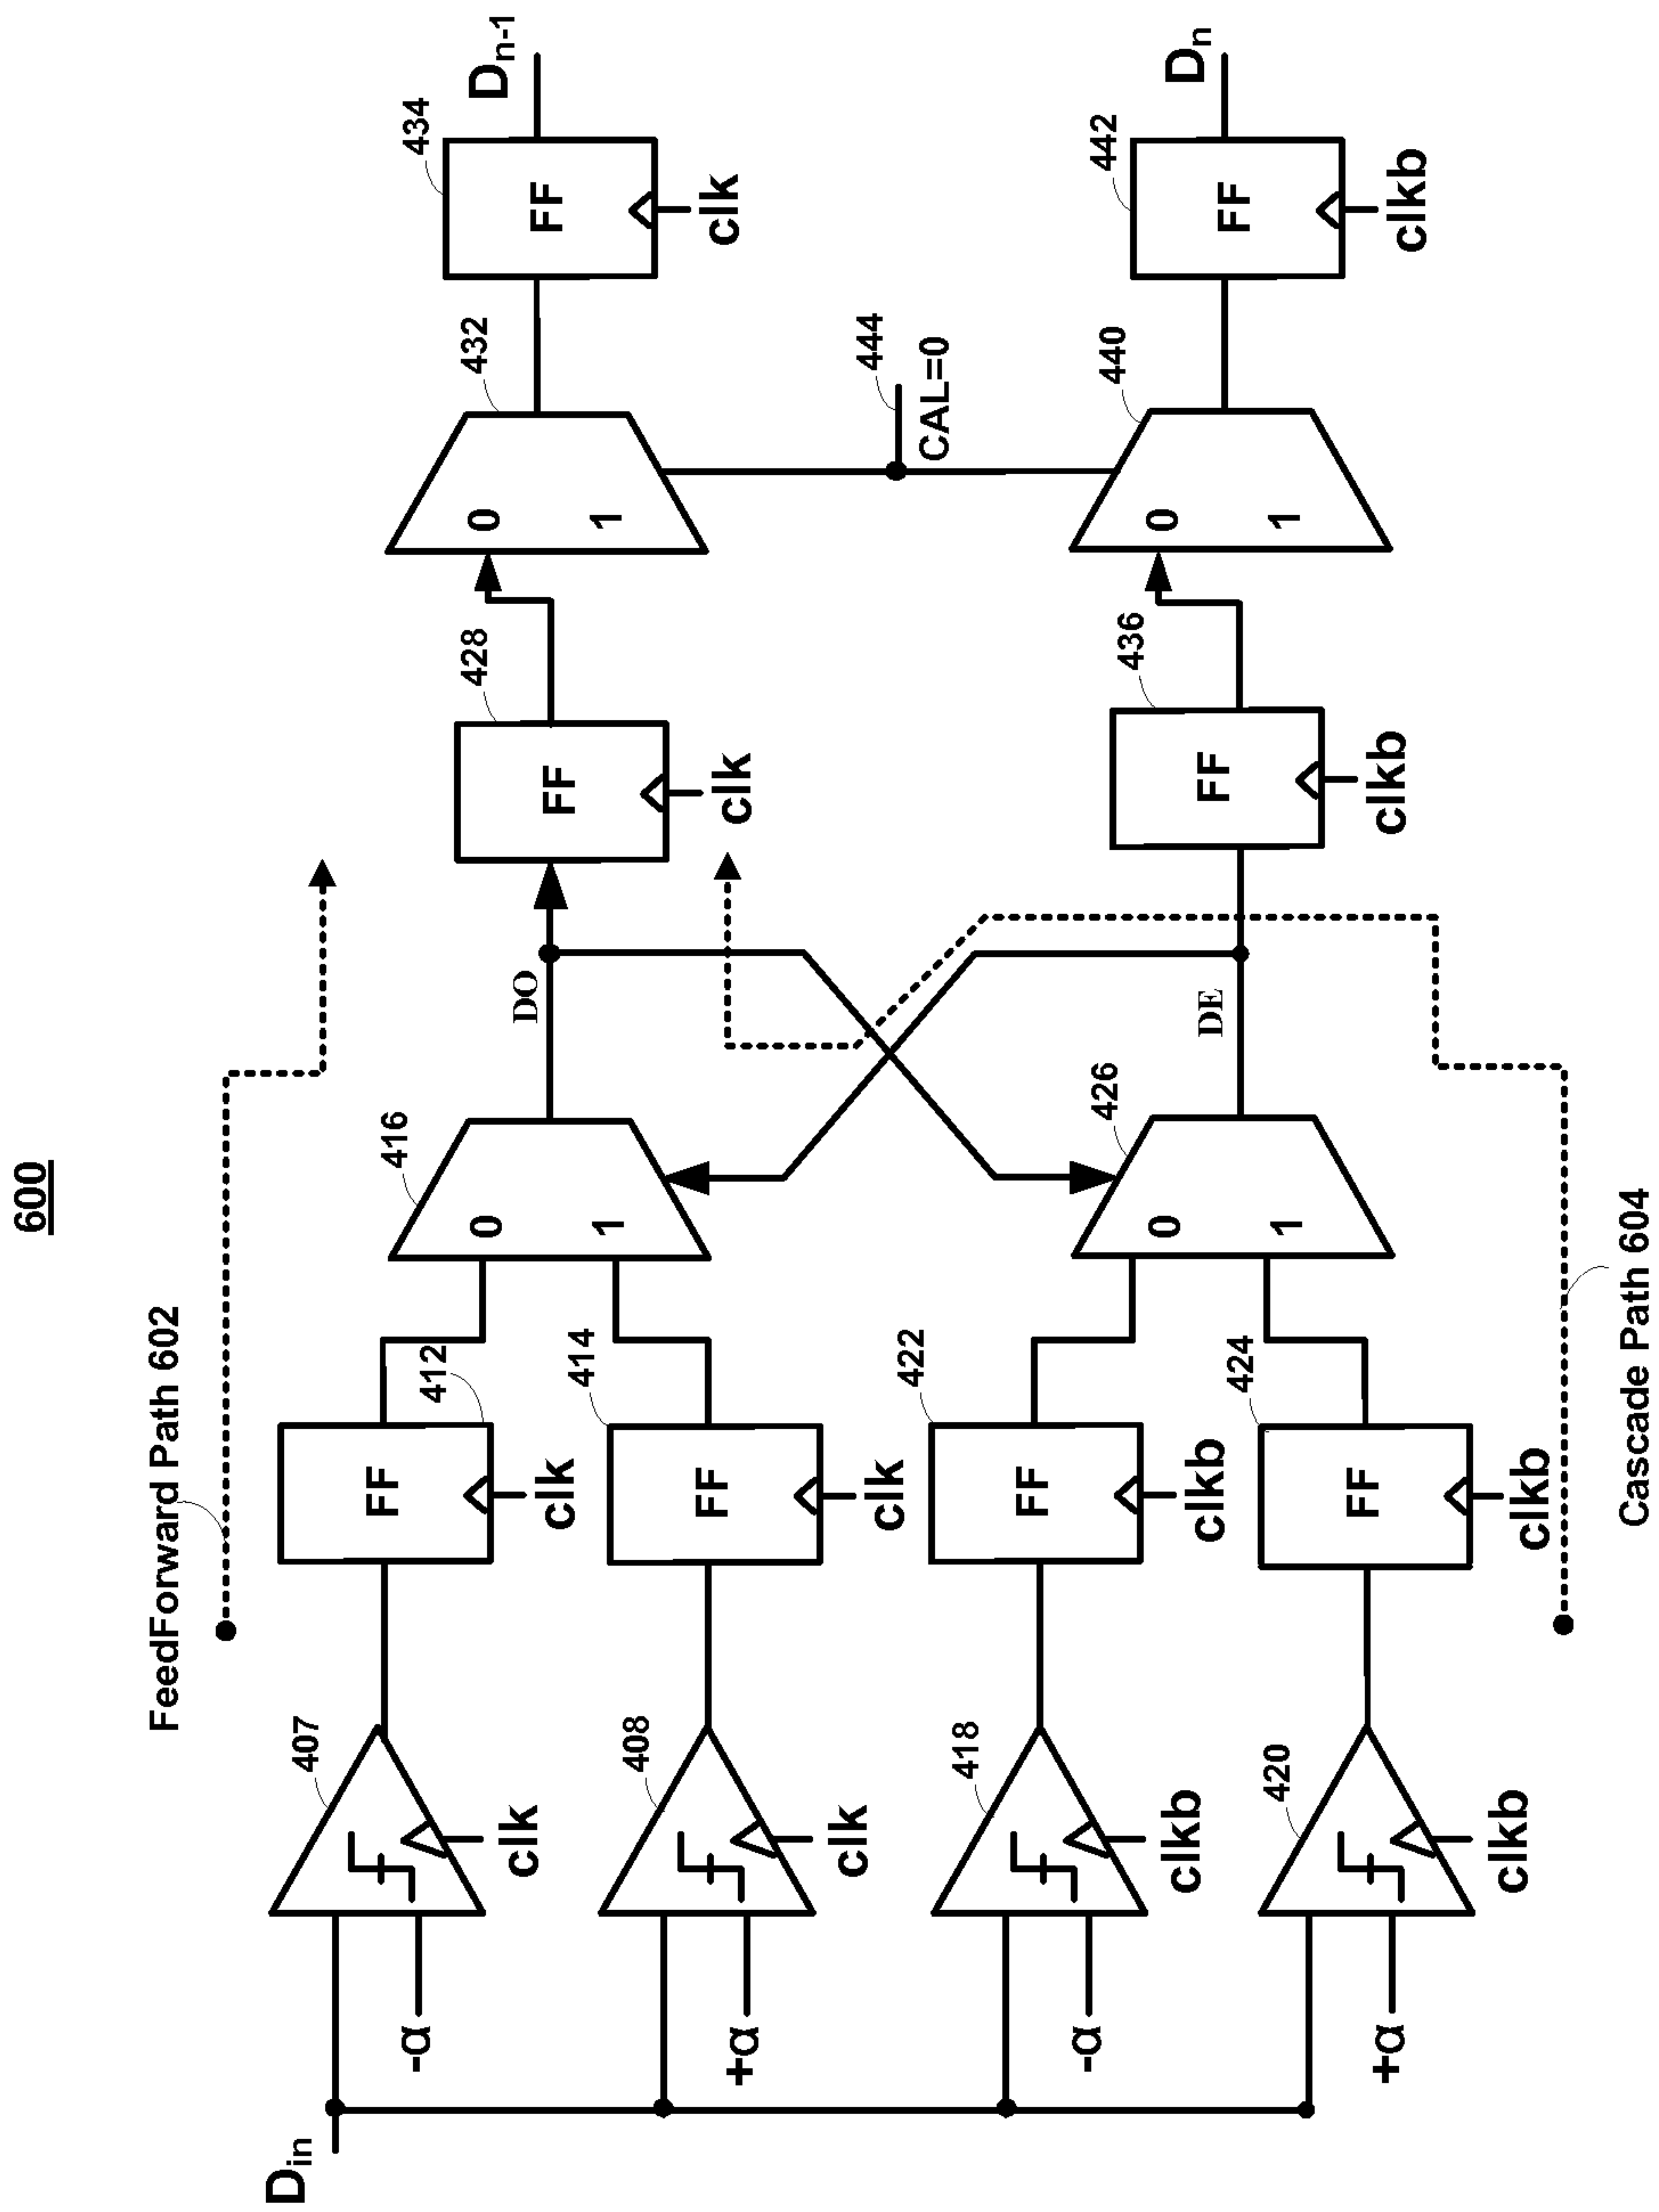 600
FeedForward Path 602
Din
-α
407
clk
FF
412
clk
+α
408
clk
FF
414
clk
0
1
416
DO
FF
428
clk
0
1
432
FF
434
clk
Dn-1
444
CAL=0
-α
418
clkb
FF
422
clkb
+α
420
clkb
FF
424
clkb
0
1
426
DE
FF
436
clkb
0
1
440
FF
442
clkb
Dn
Cascade Path 604